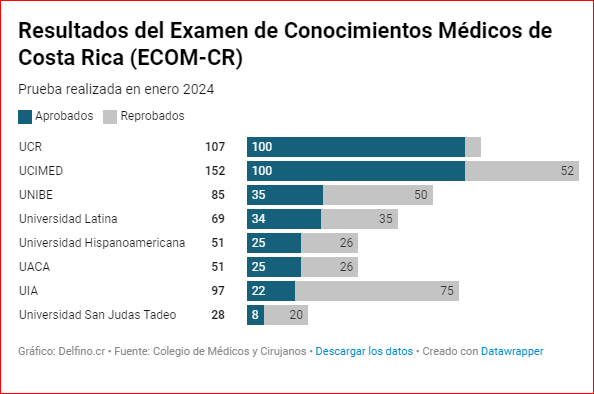 Resultados del Examen de Conocimientos Médicos de
Costa Rica (ECOM-CR)
Prueba realizada en enero 2024
Aprobados Reprobados
UCR 107 100
UCIMED 152 100 52
UNIBE 85 35 50
Universidad Latina 69 34 35
Universidad Hispanoamericana 51 25 26
UACA 51 25 26
UIA 97 22 75
Universidad San Judas Tadeo 28 8 20
Gráfico: Delfino.cr • Fuente: Colegio de Médicos y Cirujanos • Descargar los datos • Creado con Datawrapper